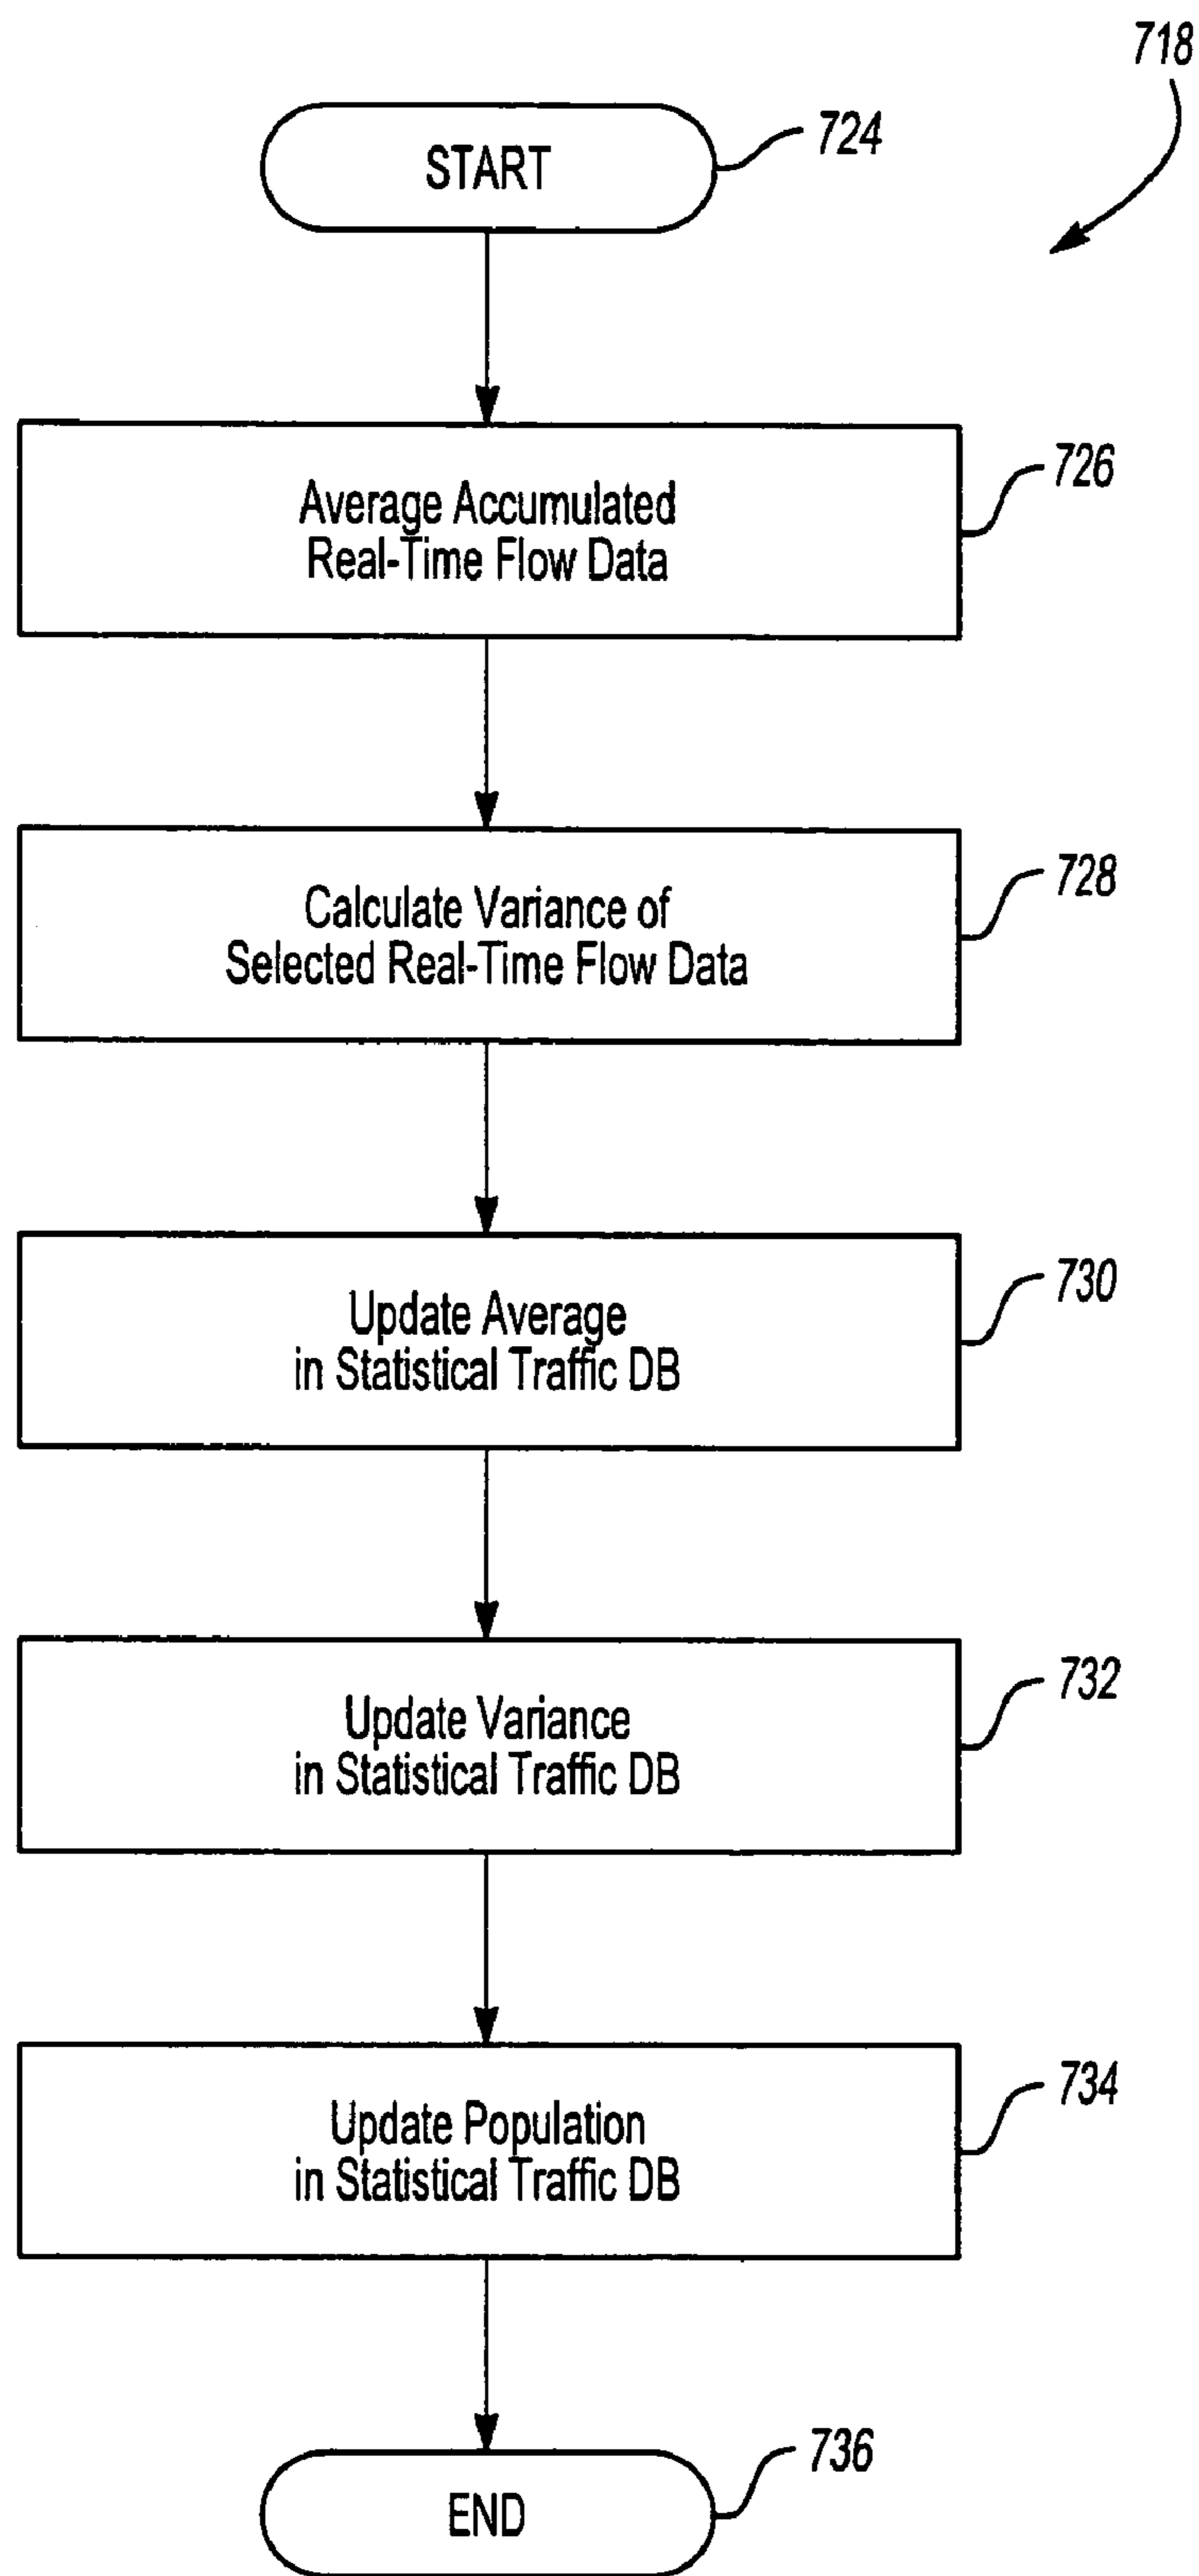 718
START
724
Average Accumulated
Real-Time Flow Data
726
Calculate Variance of
Selected Real-Time Flow Data
728
Update Average
in Statistical Traffic DB
730
Update Variance
in Statistical Traffic DB
732
Update Population
in Statistical Traffic DB
734
END
736